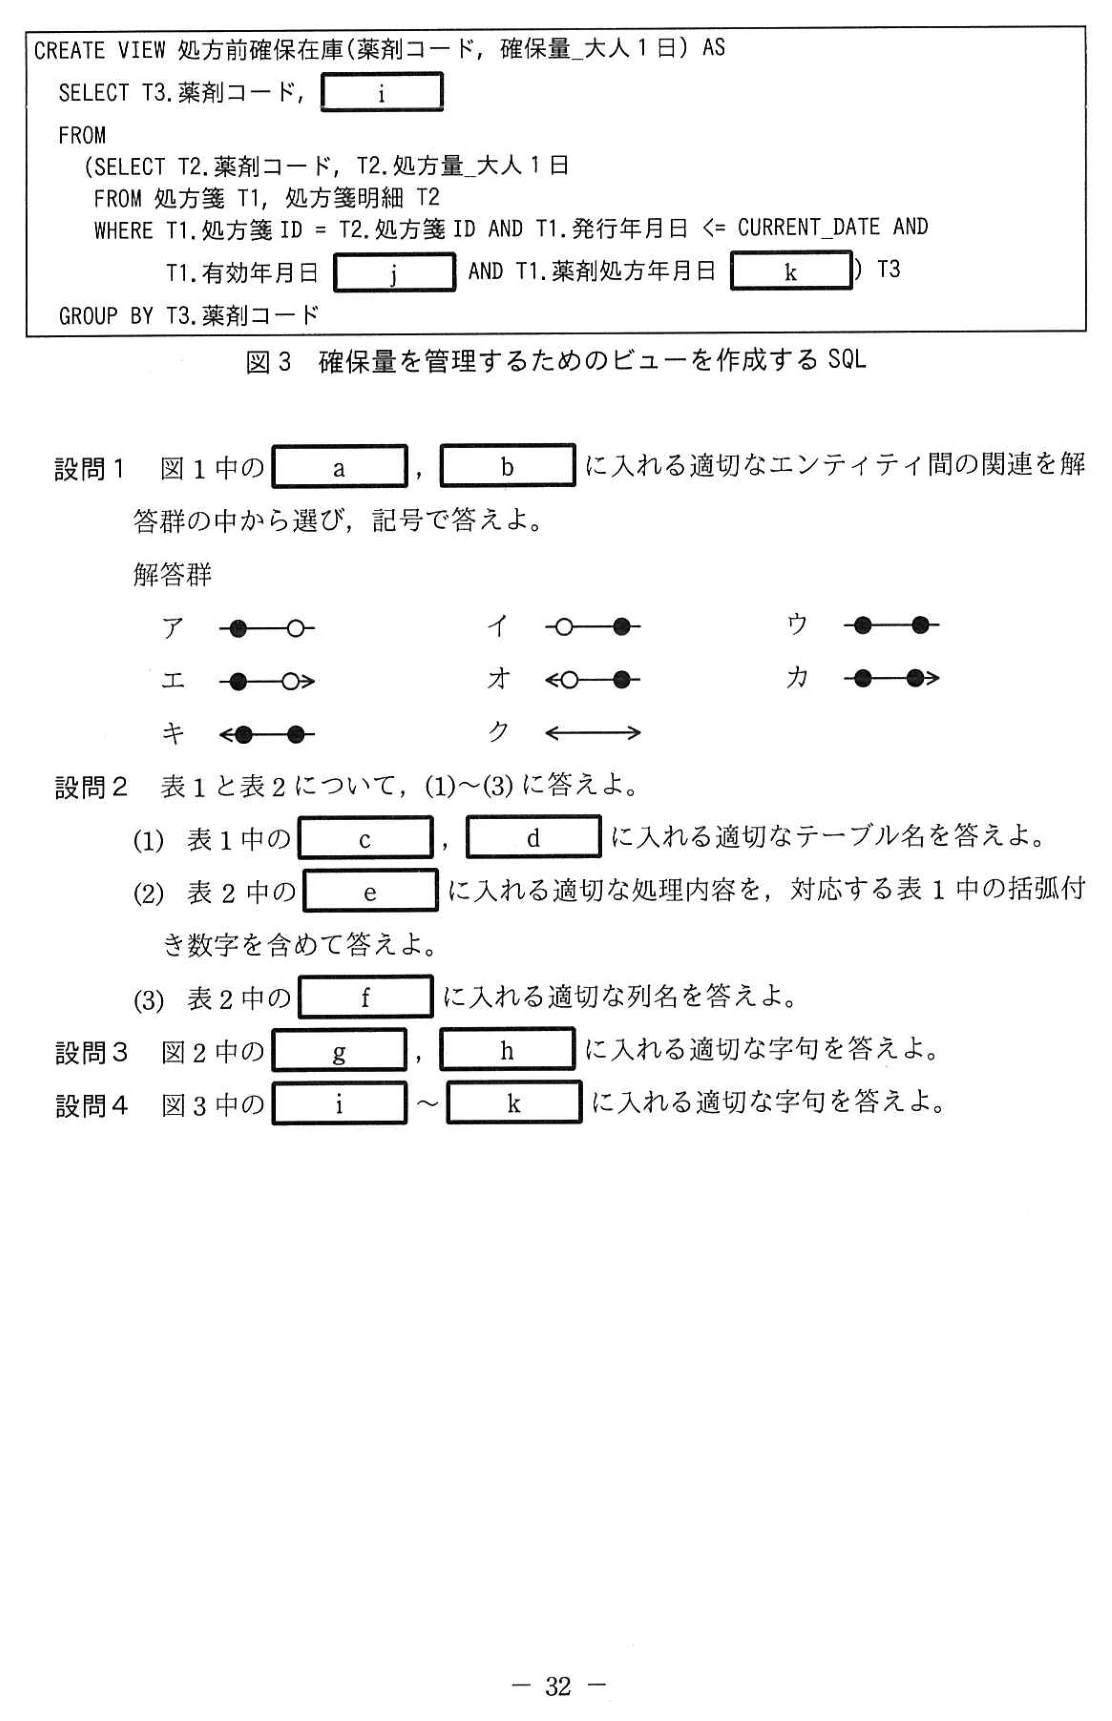 CREATE VIEW 処方前確保在庫(薬剤コード, 確保量_大人1日) AS
SELECT T3.薬剤コード, i
FROM
(SELECT T2.薬剤コード, T2.処方量_大人1日
FROM 処方箋 T1, 処方箋明細 T2
WHERE T1.処方箋ID = T2.処方箋ID AND T1.発行年月日 <= CURRENT_DATE AND
T1.有効年月日 j AND T1.薬剤処方年月日 k ) T3
GROUP BY T3.薬剤コード
図3 確保量を管理するためのビューを作成する SQL
設問1 図1中の a , b に入れる適切なエンティティ間の関連を解
答群の中から選び，記号で答えよ。
解答群
ア イ ウ
エ オ カ
キ ク
設問2 表1と表2について，(1)～(3)に答えよ。
(1) 表1中の c , d に入れる適切なテーブル名を答えよ。
(2) 表2中の e に入れる適切な処理内容を，対応する表1中の括弧付
き数字を含めて答えよ。
(3) 表2中の f に入れる適切な列名を答えよ。
設問3 図2中の g , h に入れる適切な字句を答えよ。
設問4 図3中の i ～ k に入れる適切な字句を答えよ。
－ 32 －